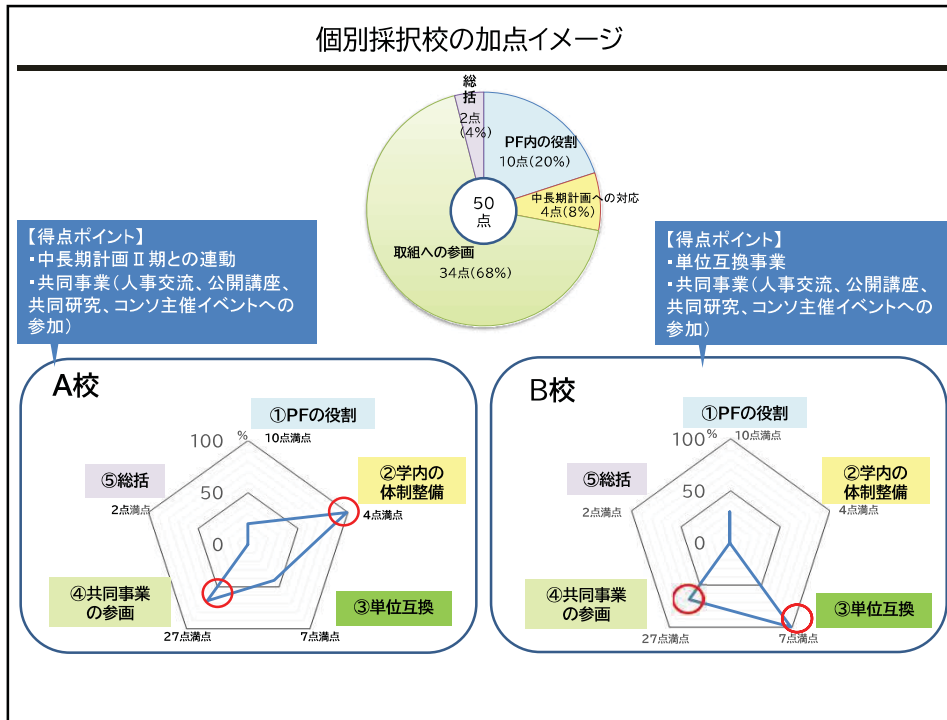 個別採択校の加点イメージ
総
括
2点
(4%)
PF内の役割
10点(20%)
中長期計画への対応
4点(8%)
50
点
取組への参画
34点(68%)
【得点ポイント】
・中長期計画Ⅱ期との連動
・共同事業(人事交流、公開講座、
共同研究、コンソ主催イベントへの
参加)
【得点ポイント】
・単位互換事業
・共同事業(人事交流、公開講座、
共同研究、コンソ主催イベントへの
参加)
A校
①PFの役割
10点満点
100
%
②学内の
体制整備
4点満点
⑤総括
2点満点
50
0
④共同事業
の参画
27点満点
③単位互換
7点満点
B校
①PFの役割
10点満点
100
%
②学内の
体制整備
4点満点
⑤総括
2点満点
50
0
④共同事業
の参画
27点満点
③単位互換
7点満点